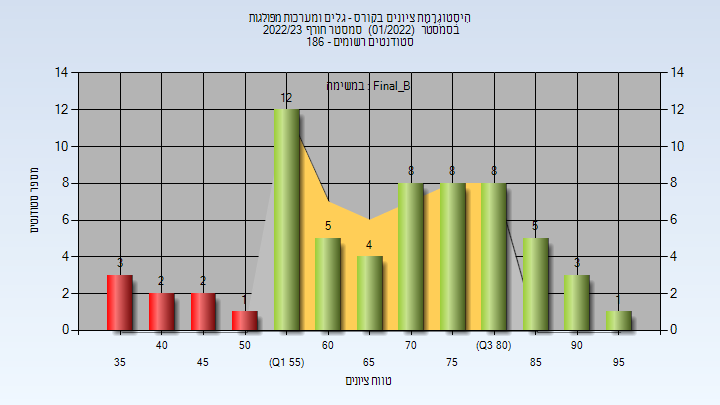 היסטוגרמת ציונים בקורס - גלים ומערכות מפולגות
בסמסטר (01/2022) סמסטר חורף 2022/23
סטודנטים רשומים - 186
במשימה : Final_B
מספר סטודנטים
14 14
12 12
10 10
8 8
6 6
4 4
2 2
0 0
3 2 2 1 12 5 4 8 8 8 5 3 1
40 50 60 70 (Q3 80) 90
35 45 (Q1 55) 65 75 85 95
טווח ציונים